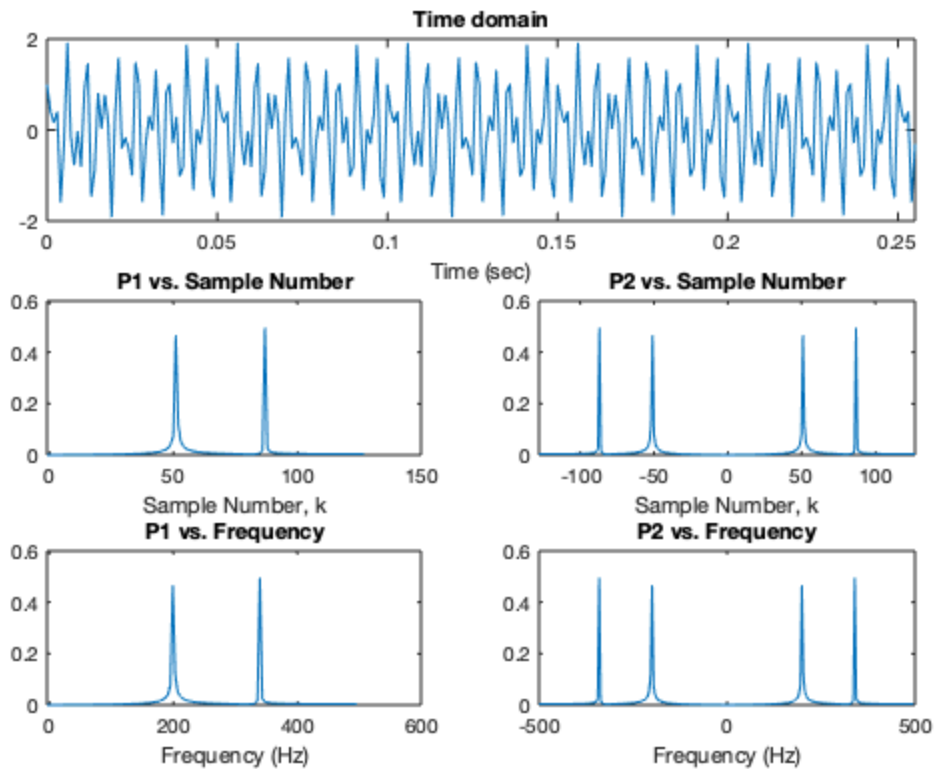 Time domain
2
0
-2
0 0.05 0.1 0.15 0.2 0.25
Time (sec)
P1 vs. Sample Number
0.6
0.4
0.2
0
0 50 100 150
Sample Number, k
P2 vs. Sample Number
0.6
0.4
0.2
0
-100 -50 0 50 100
Sample Number, k
P1 vs. Frequency
0.6
0.4
0.2
0
0 200 400 600
Frequency (Hz)
P2 vs. Frequency
0.6
0.4
0.2
0
-500 0 500
Frequency (Hz)